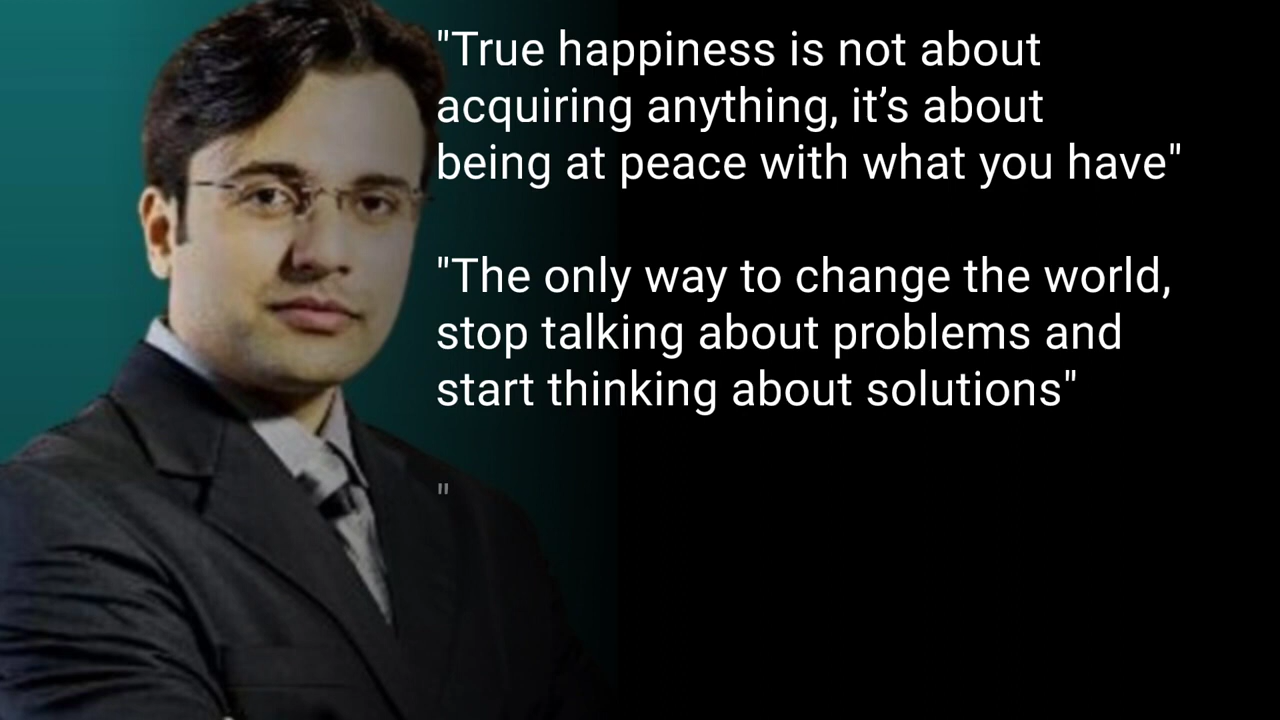 "True happiness is not about
acquiring anything, it’s about
being at peace with what you have"
"The only way to change the world,
stop talking about problems and
start thinking about solutions"
"